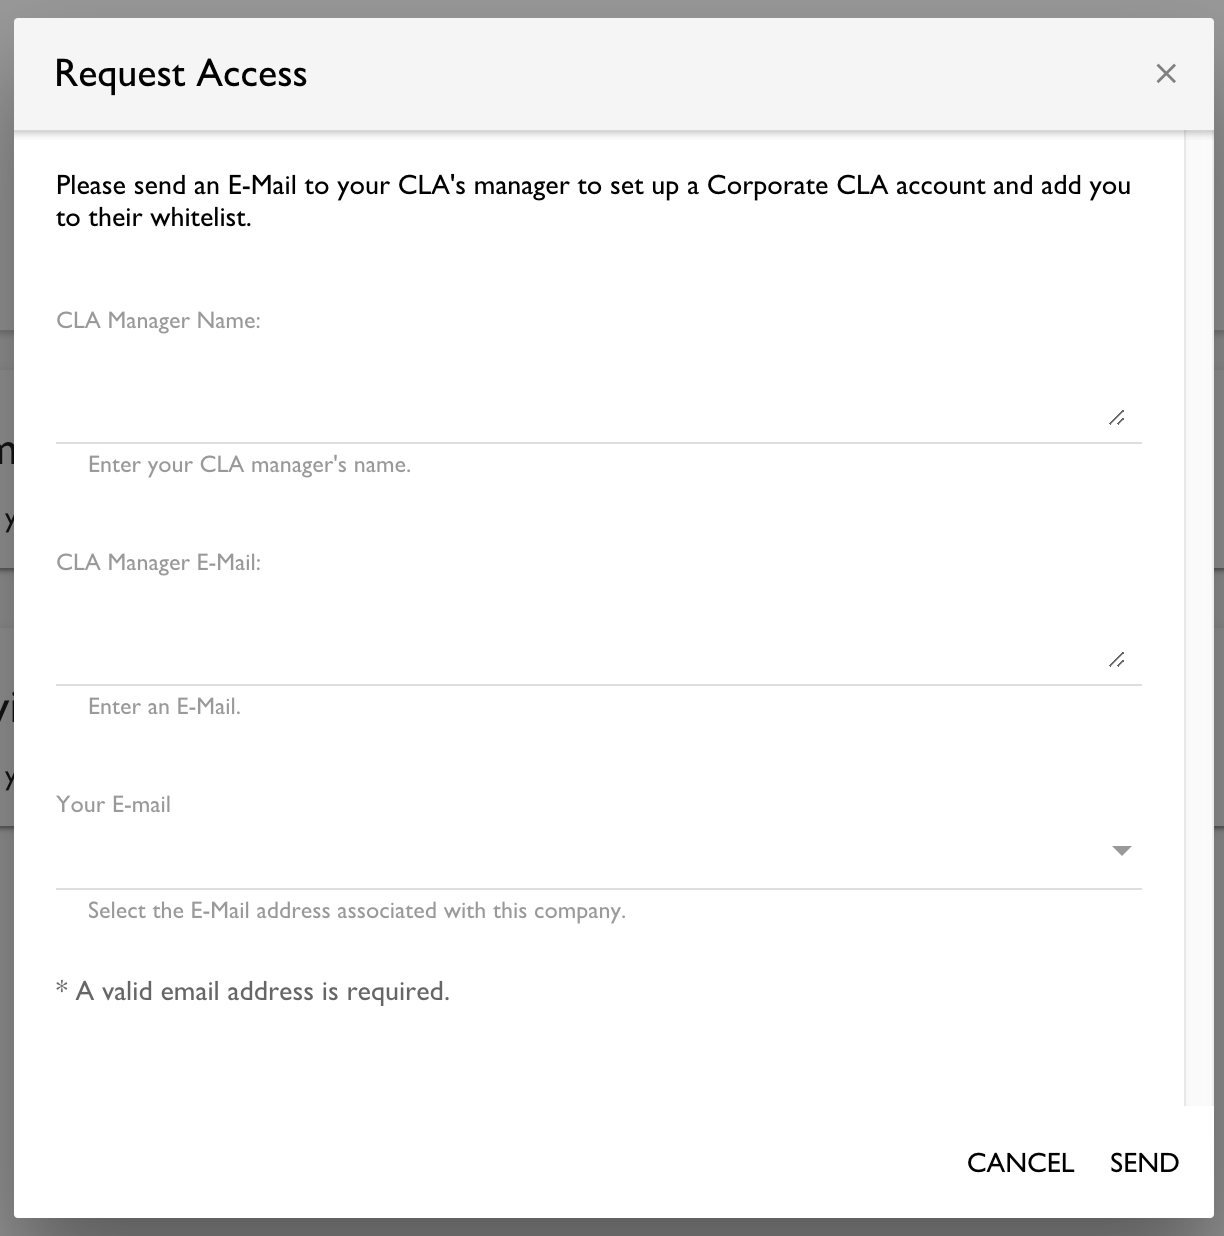 Request Access
Please send an E-Mail to your CLA's manager to set up a Corporate CLA account and add you
to their whitelist.
CLA Manager Name:
Enter your CLA manager's name.
CLA Manager E-Mail:
Enter an E-Mail.
Your E-mail
Select the E-Mail address associated with this company.
* A valid email address is required.
CANCEL SEND